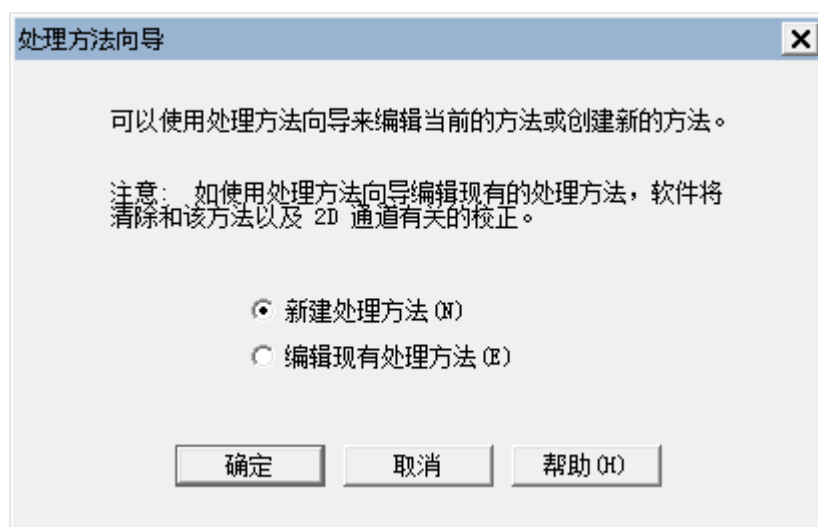 处理方法向导
可以使用处理方法向导来编辑当前的方法或创建新的方法。
注意: 如使用处理方法向导编辑现有的处理方法，软件将
清除和该方法以及 2D 通道有关的校正。
新建处理方法(N)
编辑现有处理方法(E)
确定 取消 帮助(H)